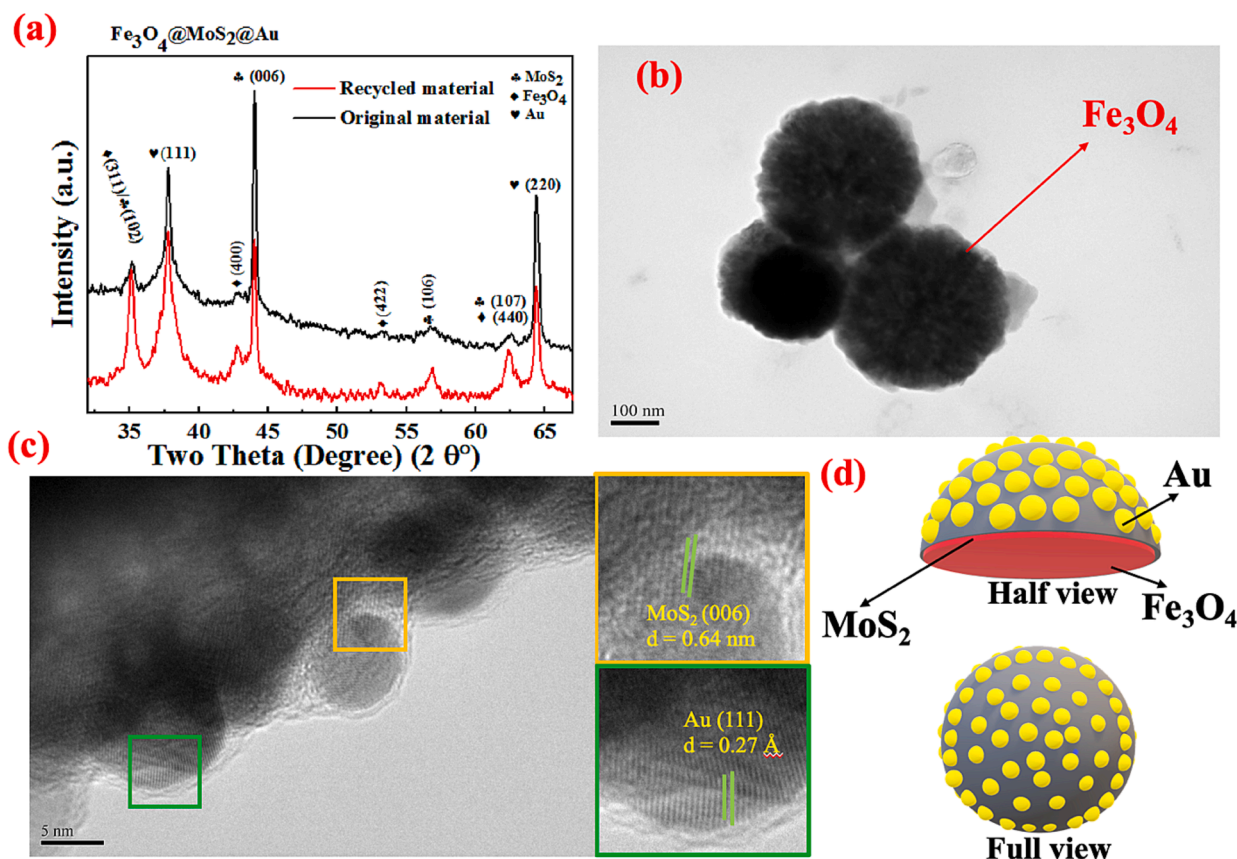 (a)
Fe3O4@MoS2@Au
Recycled material
Original material
♣ MoS2
♦ Fe3O4
♥ Au
♦(311)/♣(102)
♥ (111)
♣ (006)
♦(400)
♦(422)
♣ (106)
♣ (107)
♦ (440)
♥ (220)
Intensity (a.u.)
35 40 45 50 55 60 65
Two Theta (Degree) (2 θ°)
(b)
Fe3O4
100 nm
(c)
5 nm
MoS2 (006)
d = 0.64 nm
Au (111)
d = 0.27 Å
(d)
Au
Half view
MoS2
Fe3O4
Full view